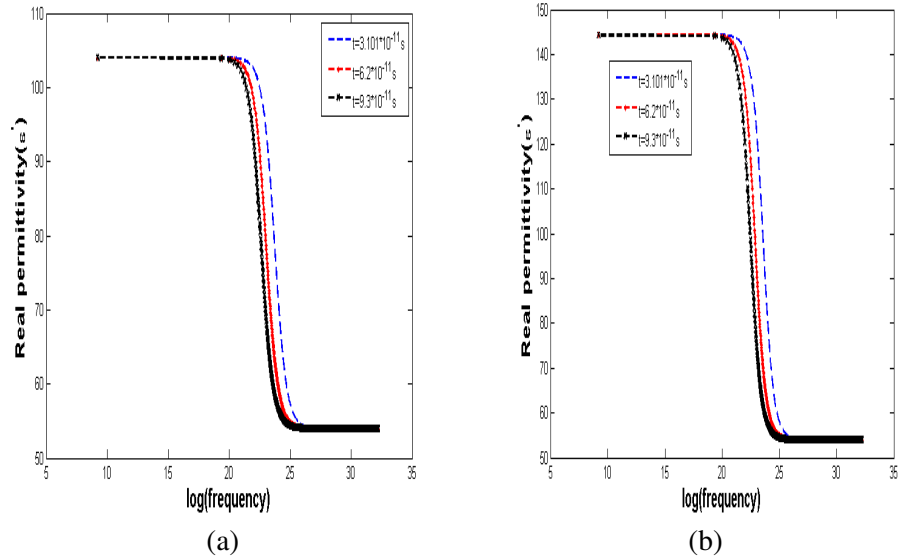 110
100
90
80
70
60
50
Real permittivity(ε')
5 10 15 20 25 30 35
log(frequency)
t=3.101*10⁻¹¹s
t=6.2*10⁻¹¹s
t=9.3*10⁻¹¹s
(a)
150
140
130
120
110
100
90
80
70
60
50
Real permittivity(ε')
5 10 15 20 25 30 35
log(frequency)
t=3.101*10⁻¹¹s
t=6.2*10⁻¹¹s
t=9.3*10⁻¹¹s
(b)